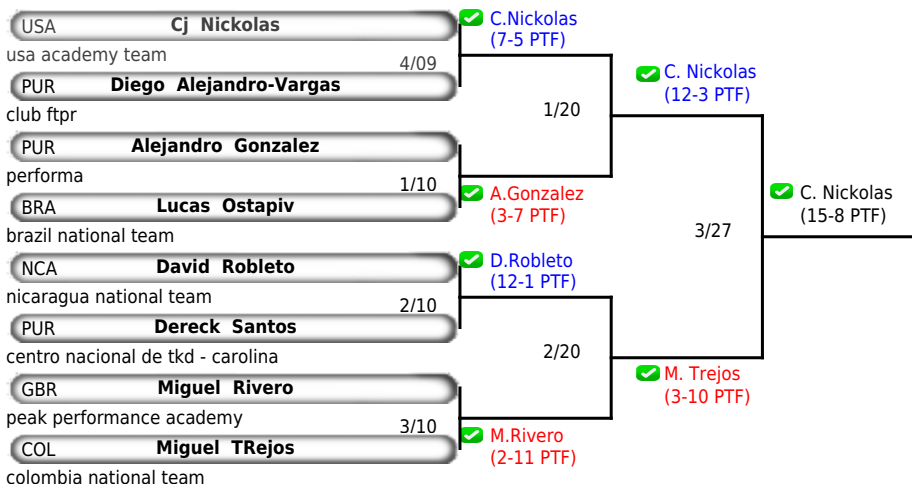 USA Cj Nickolas
usa academy team
4/09
PUR Diego Alejandro-Vargas
club ftpr
PUR Alejandro Gonzalez
performa
1/10
BRA Lucas Ostapiv
brazil national team
NCA David Robleto
nicaragua national team
2/10
PUR Dereck Santos
centro nacional de tkd - carolina
GBR Miguel Rivero
peak performance academy
3/10
COL Miguel TRejos
colombia national team
C.Nickolas
(7-5 PTF)
1/20
A.Gonzalez
(3-7 PTF)
D.Robleto
(12-1 PTF)
2/20
M.Rivero
(2-11 PTF)
C. Nickolas
(12-3 PTF)
3/27
M. Trejos
(3-10 PTF)
C. Nickolas
(15-8 PTF)